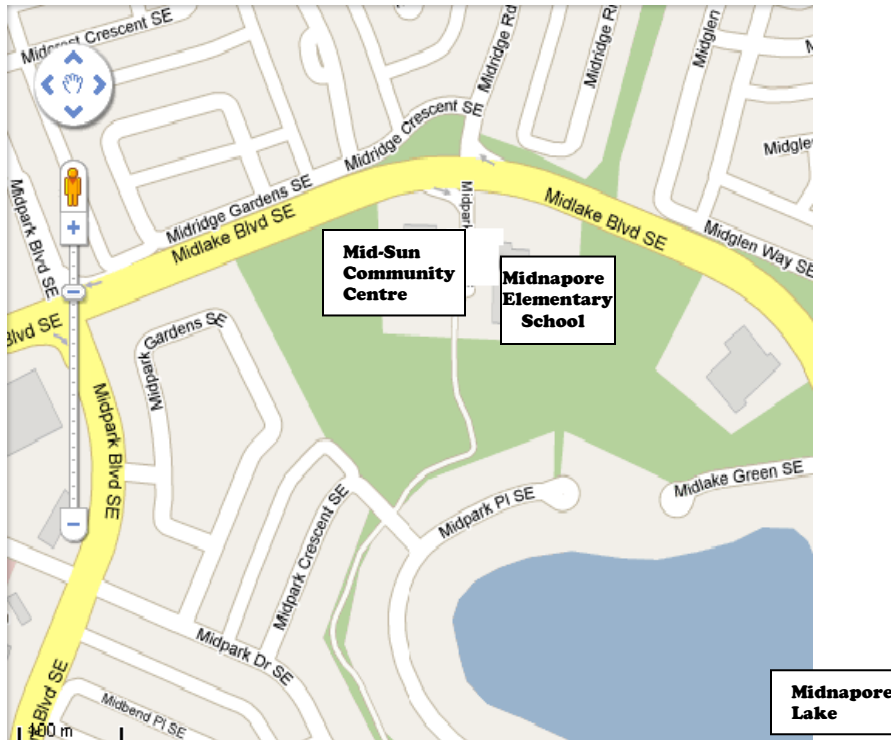 Midcrest Crescent SE
Midridge Rd
Midridge Rd
Midglen
Midridge Crescent SE
Midgle
Midpark Blvd SE
Midridge Gardens SE
Midlake Blvd SE
Midpark
Midlake Blvd SE
Midglen Way SE
Mid-Sun
Community
Centre
Midnapore
Elementary
School
Blvd SE
Midpark Gardens SE
Midpark Blvd SE
Midlake Green SE
Midpark Pl SE
Midpark Crescent SE
Midpark Dr SE
Blvd SE
Midbend Pl SE
100 m
Midnapore
Lake